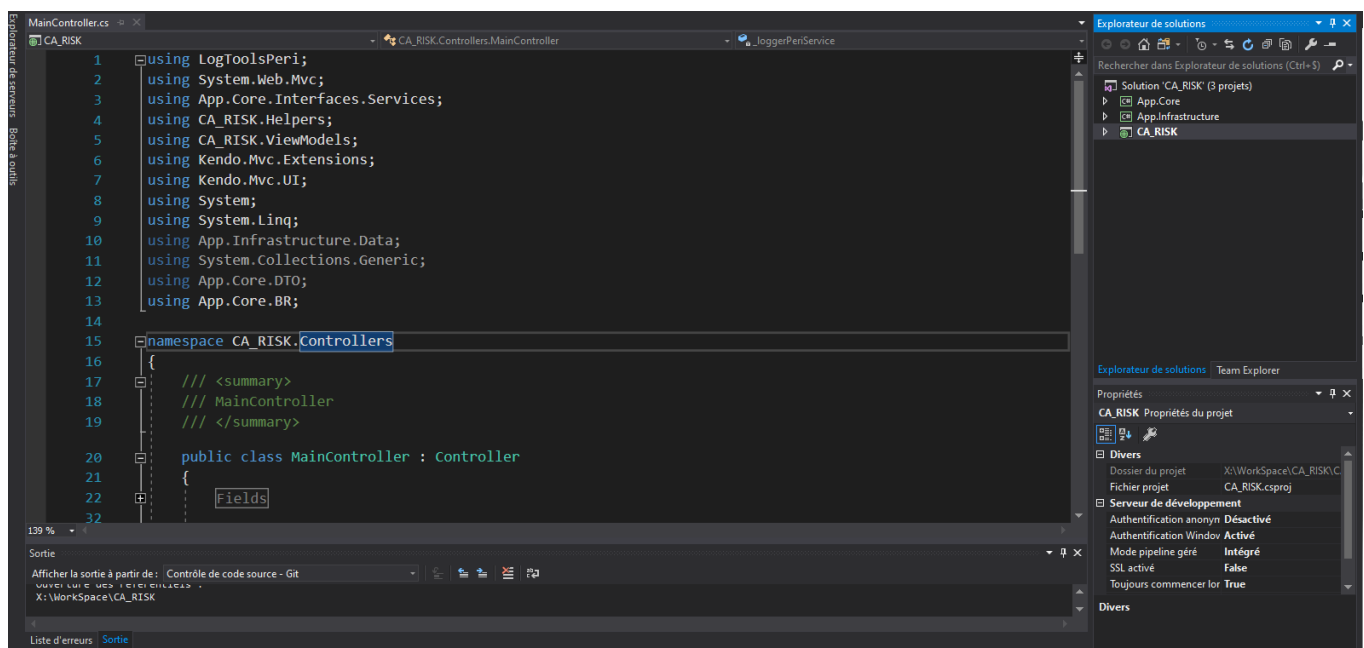 Explorateur de serveurs
Boîte à outils
MainController.cs
CA_RISK
CA_RISK.Controllers.MainController
_loggerPeriService
1 using LogToolsPeri;
2 using System.Web.Mvc;
3 using App.Core.Interfaces.Services;
4 using CA_RISK.Helpers;
5 using CA_RISK.ViewModels;
6 using Kendo.Mvc.Extensions;
7 using Kendo.Mvc.UI;
8 using System;
9 using System.Linq;
10 using App.Infrastructure.Data;
11 using System.Collections.Generic;
12 using App.Core.DTO;
13 using App.Core.BR;
14
15 namespace CA_RISK.Controllers
16 {
17 /// <summary>
18 /// MainController
19 /// </summary>
20 public class MainController : Controller
21 {
22 Fields
32
139 %
Sortie
Afficher la sortie à partir de : Contrôle de code source - Git
Ouverture des référentiels :
X:\WorkSpace\CA_RISK
Liste d'erreurs Sortie
Explorateur de solutions
Rechercher dans Explorateur de solutions (Ctrl+$)
Solution 'CA_RISK' (3 projets)
C# App.Core
C# App.Infrastructure
CA_RISK
Explorateur de solutions Team Explorer
Propriétés
CA_RISK Propriétés du projet
Divers
Dossier du projet X:\WorkSpace\CA_RISK\C
Fichier projet CA_RISK.csproj
Serveur de développement
Authentification anonyn Désactivé
Authentification Windov Activé
Mode pipeline géré Intégré
SSL activé False
Toujours commencer lor True
Divers